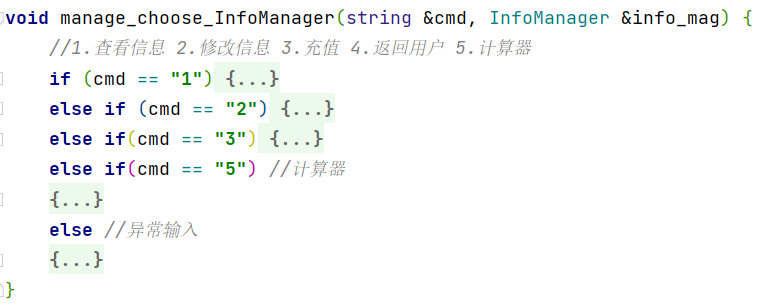 void manage_choose_InfoManager(string &cmd, InfoManager &info_mag) {
//1.查看信息 2.修改信息 3.充值 4.返回用户 5.计算器
if (cmd == "1") {...}
else if (cmd == "2") {...}
else if(cmd == "3") {...}
else if(cmd == "5") //计算器
{...}
else //异常输入
{...}
}